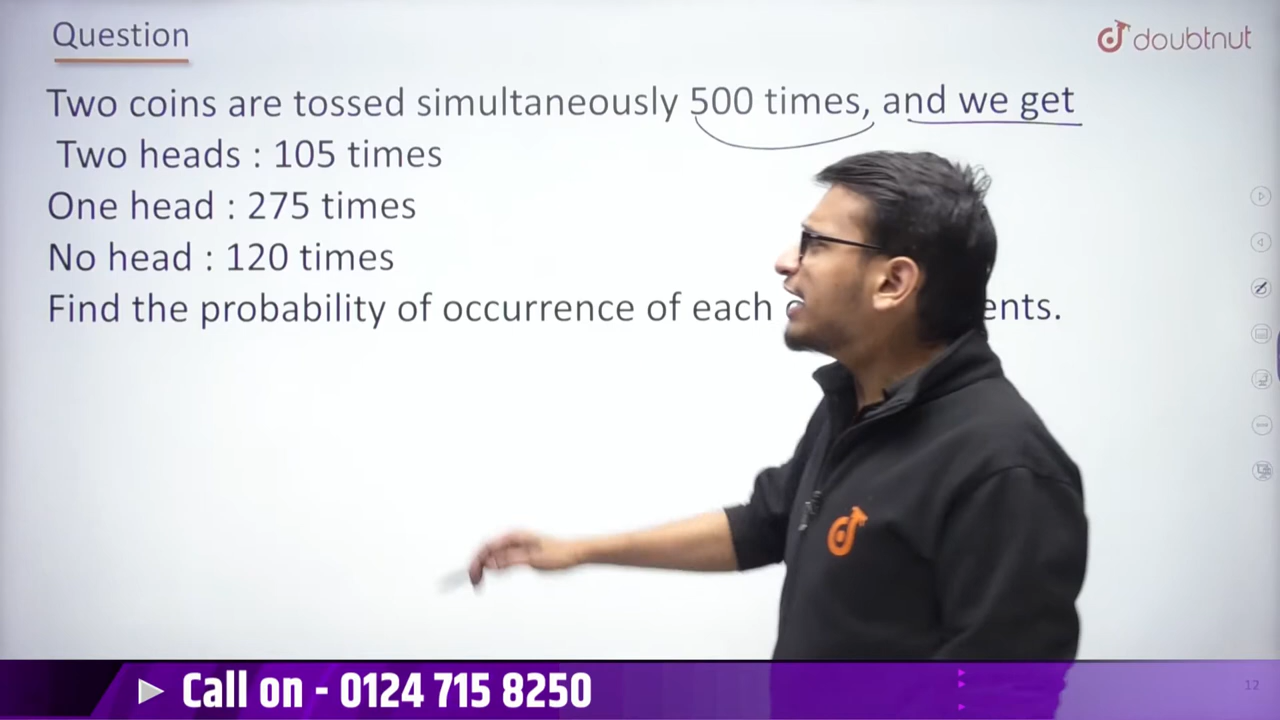 Question
doubtnut
Two coins are tossed simultaneously 500 times, and we get
Two heads : 105 times
One head : 275 times
No head : 120 times
Find the probability of occurrence of each ents.
Call on - 0124 715 8250
12